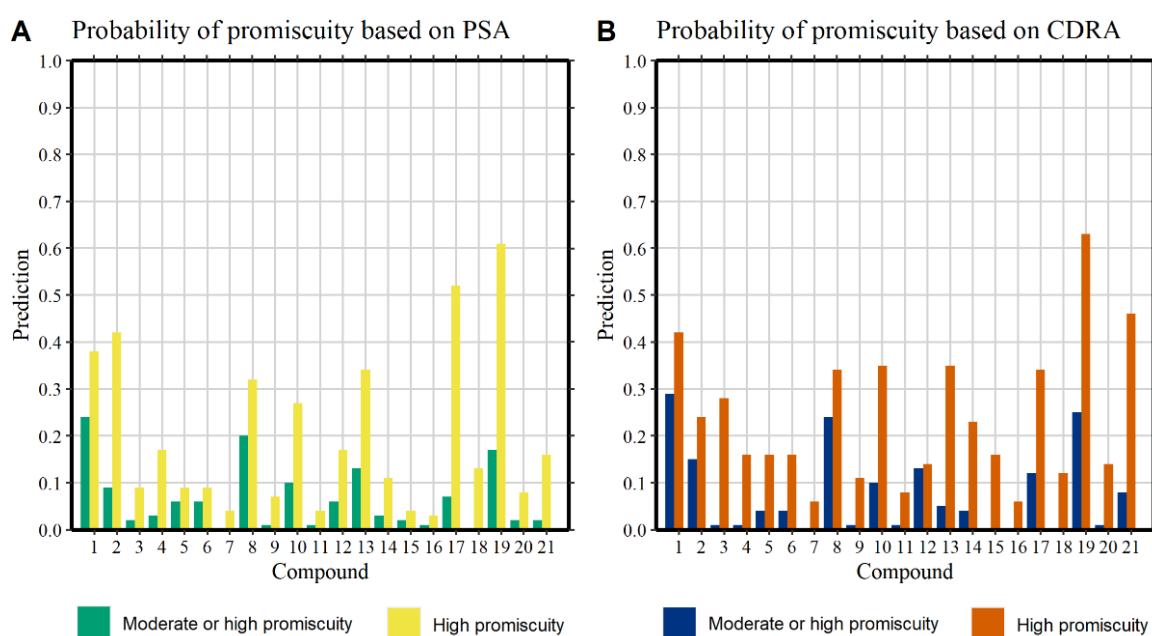 A Probability of promiscuity based on PSA
1.0
0.9
0.8
0.7
0.6
0.5
0.4
0.3
0.2
0.1
0.0
Prediction
1 2 3 4 5 6 7 8 9 10 11 12 13 14 15 16 17 18 19 20 21
Compound
Moderate or high promiscuity High promiscuity
B Probability of promiscuity based on CDRA
1.0
0.9
0.8
0.7
0.6
0.5
0.4
0.3
0.2
0.1
0.0
Prediction
1 2 3 4 5 6 7 8 9 10 11 12 13 14 15 16 17 18 19 20 21
Compound
Moderate or high promiscuity High promiscuity